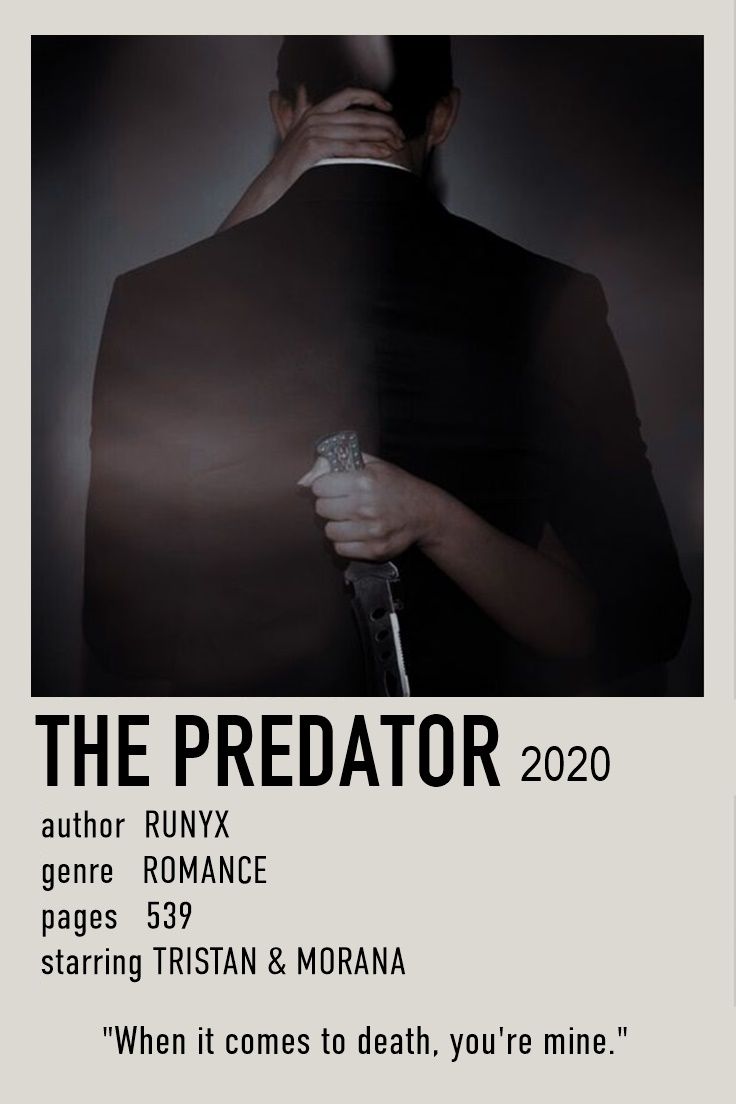 THE PREDATOR 2020
author RUNYX
genre ROMANCE
pages 539
starring TRISTAN & MORANA
"When it comes to death, you're mine."